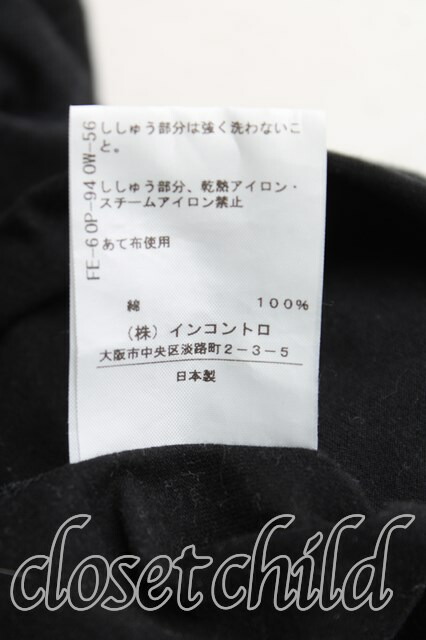 ししゅう部分は強く洗わないこ
と。
ししゅう部分、乾熱アイロン・
スチームアイロン禁止
あて布使用
綿 100%
(株)インコントロ
大阪市中央区淡路町2-3-5
日本製
FE-60P-940W-56
closet child